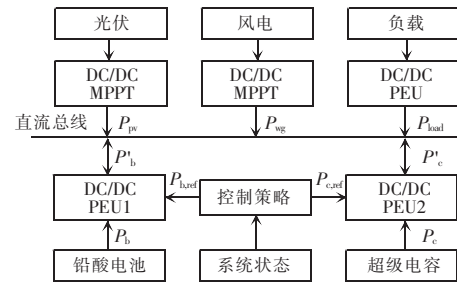 光伏 风电 负载
DC/DC DC/DC DC/DC
MPPT MPPT PEU
直流总线 Ppv Pwg Pload
P'b P'c
DC/DC Pb,ref 控制策略 Pc,ref DC/DC
PEU1 PEU2
Pb Pc
铅酸电池 系统状态 超级电容